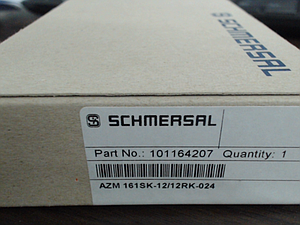 SCHMERSAL
SCHMERSAL
Part No.: 101164207 Quantity: 1
AZM 161SK-12/12RK-024